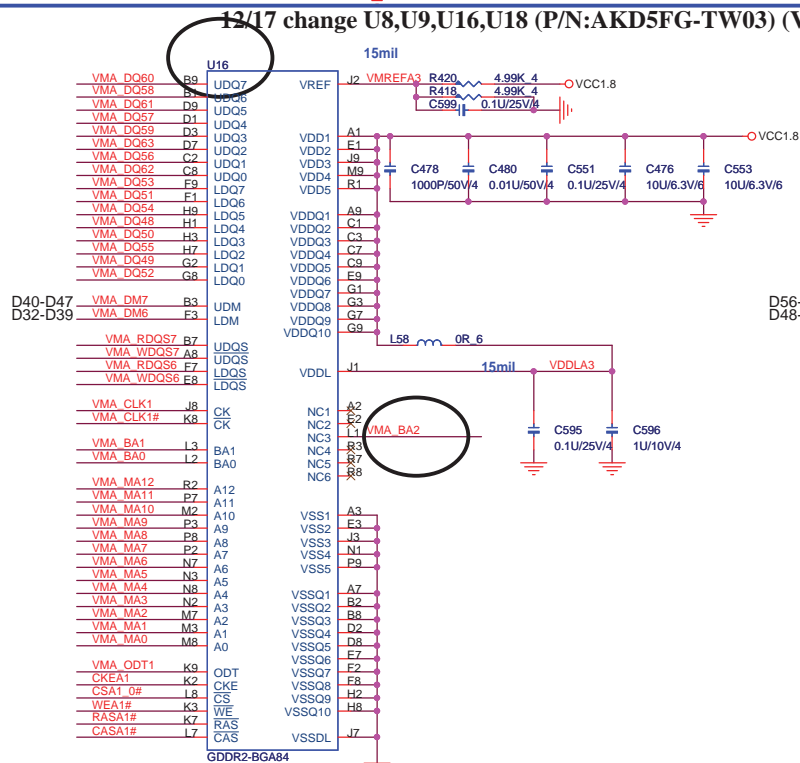 12/17 change U8,U9,U16,U18 (P/N:AKD5FG-TW03) (V
U16
15mil
VMA_DQ60 B9 UDQ7
VMA_DQ58 B1 UDQ6
VMA_DQ61 D9 UDQ5
VMA_DQ57 D1 UDQ4
VMA_DQ59 D3 UDQ3
VMA_DQ63 D7 UDQ2
VMA_DQ56 C2 UDQ1
VMA_DQ62 C8 UDQ0
VMA_DQ53 F9 LDQ7
VMA_DQ51 F1 LDQ6
VMA_DQ54 H9 LDQ5
VMA_DQ48 H1 LDQ4
VMA_DQ50 H3 LDQ3
VMA_DQ55 H7 LDQ2
VMA_DQ49 G2 LDQ1
VMA_DQ52 G8 LDQ0
D40-D47 VMA_DM7 B3 UDM
D32-D39 VMA_DM6 F3 LDM
VMA_RDQS7 B7 UDQS
VMA_WDQS7 A8 UDQS
VMA_RDQS6 F7 LDQS
VMA_WDQS6 E8 LDQS
VMA_CLK1 J8 CK
VMA_CLK1# K8 CK
VMA_BA1 L3 BA1
VMA_BA0 L2 BA0
VMA_MA12 R2 A12
VMA_MA11 P7 A11
VMA_MA10 M2 A10
VMA_MA9 P3 A9
VMA_MA8 P8 A8
VMA_MA7 P2 A7
VMA_MA6 N7 A6
VMA_MA5 N3 A5
VMA_MA4 N8 A4
VMA_MA3 N2 A3
VMA_MA2 M7 A2
VMA_MA1 M3 A1
VMA_MA0 M8 A0
VMA_ODT1 K9 ODT
CKEA1 K2 CKE
CSA1_0# L8 CS
WEA1# K3 WE
RASA1# K7 RAS
CASA1# L7 CAS
GDDR2-BGA84
VREF J2 VMREFA3 R420 4.99K_4 VCC1.8
R418 4.99K_4
C599 0.1U/25V/4
VDD1 A1 VCC1.8
VDD2 E1
VDD3 J9
VDD4 M9
VDD5 R1
C478 C480 C551 C476 C553
1000P/50V/4 0.01U/50V/4 0.1U/25V/4 10U/6.3V/6 10U/6.3V/6
VDDQ1 A9
VDDQ2 C1
VDDQ3 C3
VDDQ4 C7
VDDQ5 C9
VDDQ6 E9
VDDQ7 G1
VDDQ8 G3
VDDQ9 G7
VDDQ10 G9
D56-
D48-
L58 0R_6
VDDL J1 15mil VDDLA3
C595 C596
0.1U/25V/4 1U/10V/4
NC1 A2
NC2 E2
NC3 L1 VMA_BA2
NC4 R3
NC5 R7
NC6 R8
VSS1 A3
VSS2 E3
VSS3 J3
VSS4 N1
VSS5 P9
VSSQ1 A7
VSSQ2 B2
VSSQ3 B8
VSSQ4 D2
VSSQ5 D8
VSSQ6 E7
VSSQ7 F2
VSSQ8 F8
VSSQ9 H2
VSSQ10 H8
VSSDL J7